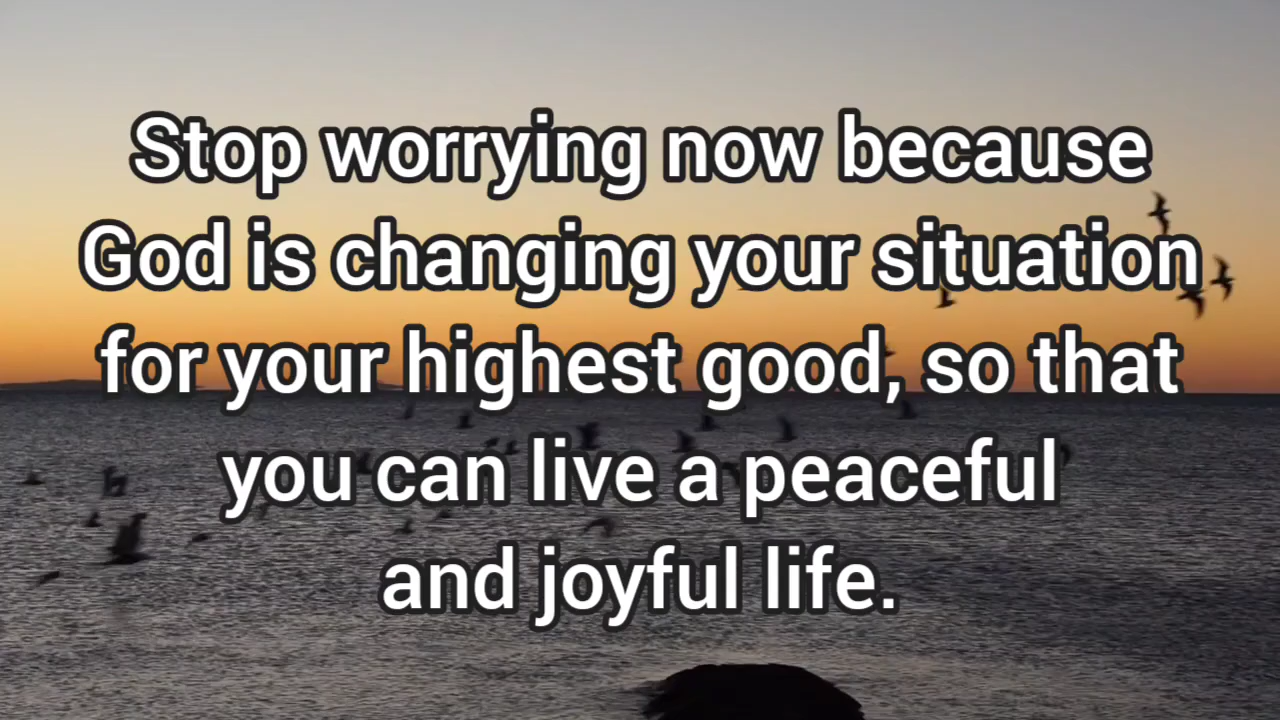 Stop worrying now because
God is changing your situation
for your highest good, so that
you can live a peaceful
and joyful life.